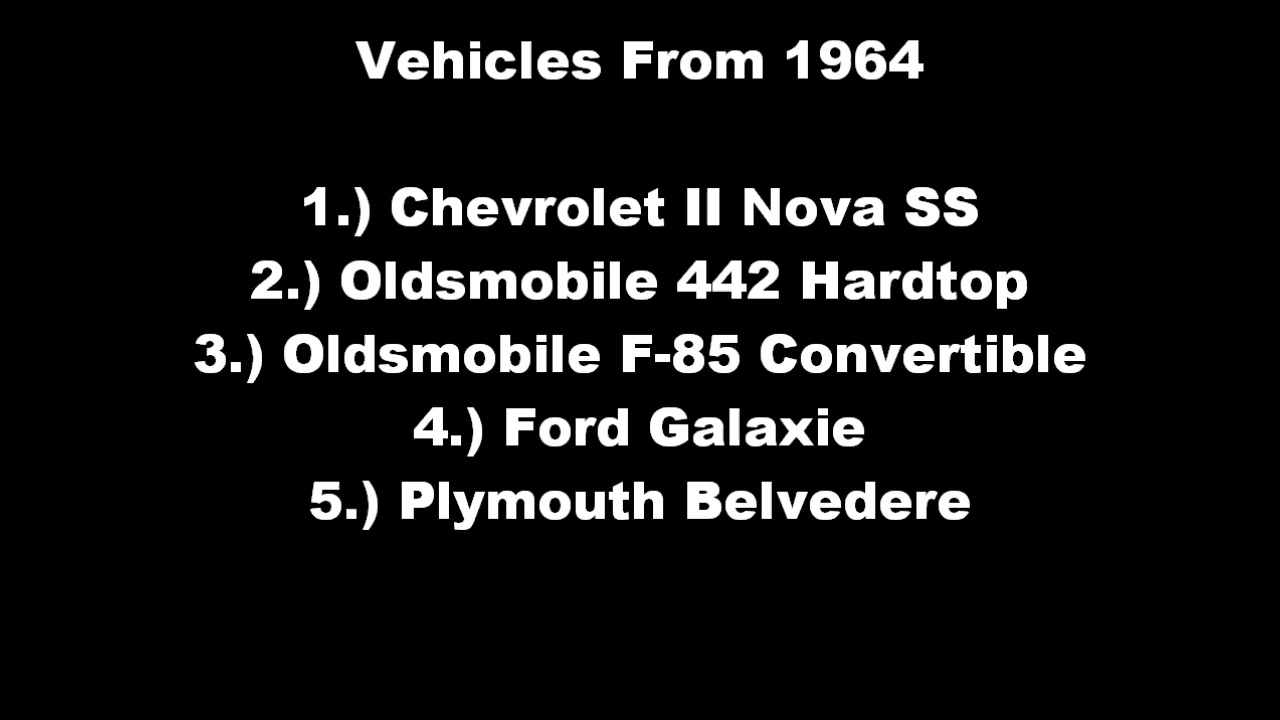 Vehicles From 1964
1.) Chevrolet II Nova SS
2.) Oldsmobile 442 Hardtop
3.) Oldsmobile F-85 Convertible
4.) Ford Galaxie
5.) Plymouth Belvedere